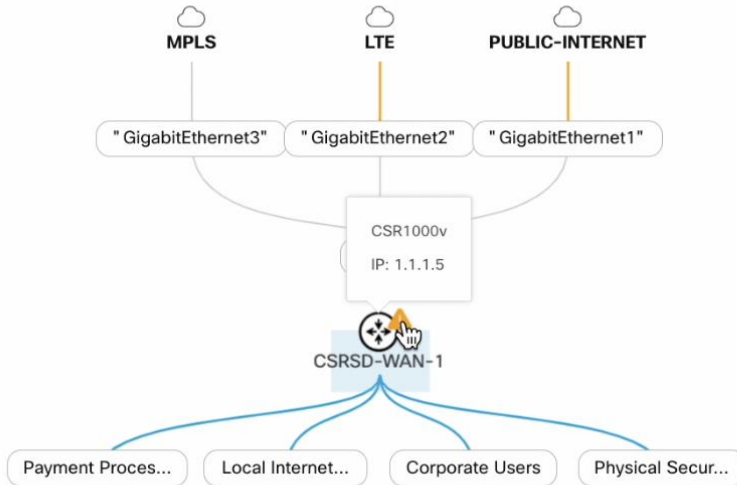 MPLS
LTE
PUBLIC-INTERNET
"GigabitEthernet3"
"GigabitEthernet2"
"GigabitEthernet1"
CSR1000v
IP: 1.1.1.5
CSRSD-WAN-1
Payment Proces...
Local Internet...
Corporate Users
Physical Secur...